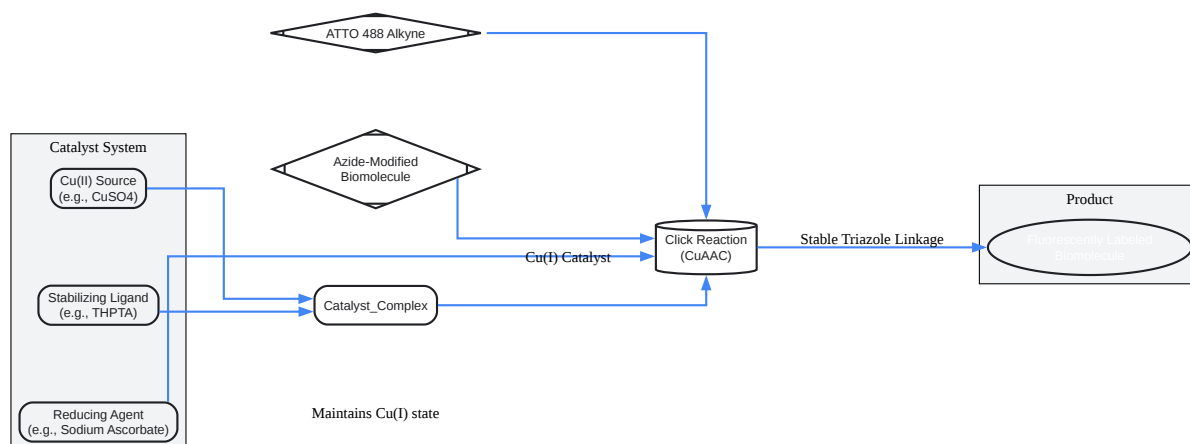 ATTO 488 Alkyne
Catalyst System
Cu(II) Source
(e.g., CuSO4)
Azide-Modified
Biomolecule
Product
Click Reaction
(CuAAC)
Stable Triazole Linkage
Fluorescently Labeled
Biomolecule
Cu(I) Catalyst
Stabilizing Ligand
(e.g., THPTA)
Catalyst_Complex
Reducing Agent
(e.g., Sodium Ascorbate)
Maintains Cu(I) state